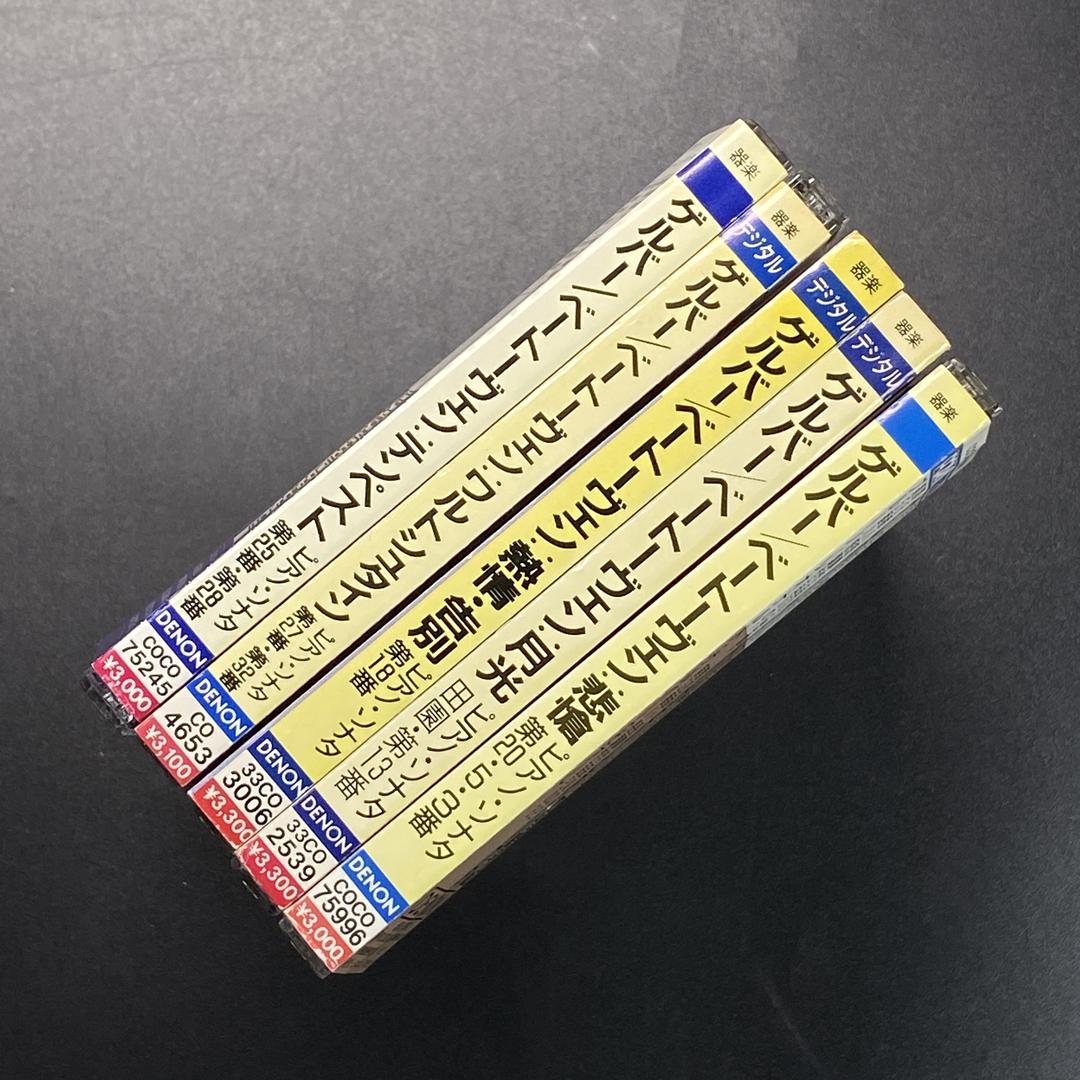 器楽
ゲルバー/ベートーヴェン:テンペスト
ピアノ・ソナタ
第25番・第28番
DENON
COCO
75245
¥3,000
器楽
デジタル
ゲルバー/ベートーヴェン:ワルトシュタイン
ピアノ・ソナタ
第27番・第32番
DENON
CO
4653
¥3,100
器楽
デジタル
ゲルバー/ベートーヴェン:熱情・告別
ピアノ・ソナタ
第18番
DENON
33CO
3006
¥3,300
器楽
デジタル
ゲルバー/ベートーヴェン:月光
ピアノ・ソナタ
田園・第13番
DENON
33CO
2539
¥3,300
器楽
ゲルバー/ベートーヴェン:悲愴
ピアノ・ソナタ
第20・5・3番
DENON
COCO
75996
¥3,000